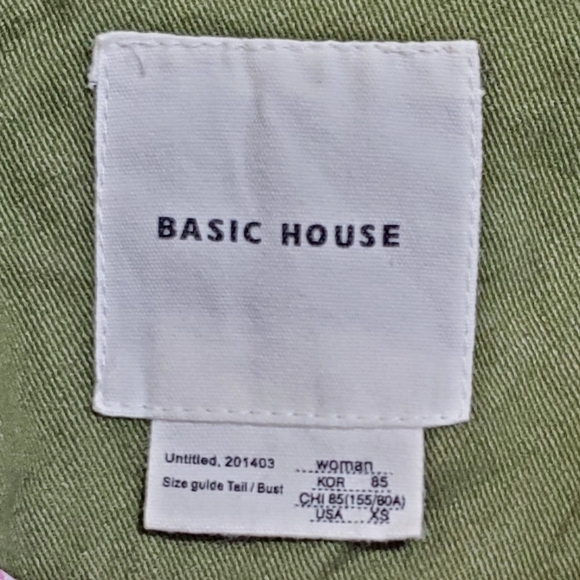 BASIC HOUSE
Untitled, 201403
Size guide Tall / Bust
woman
KOR 85
CHI 85(155/80A)
USA XS